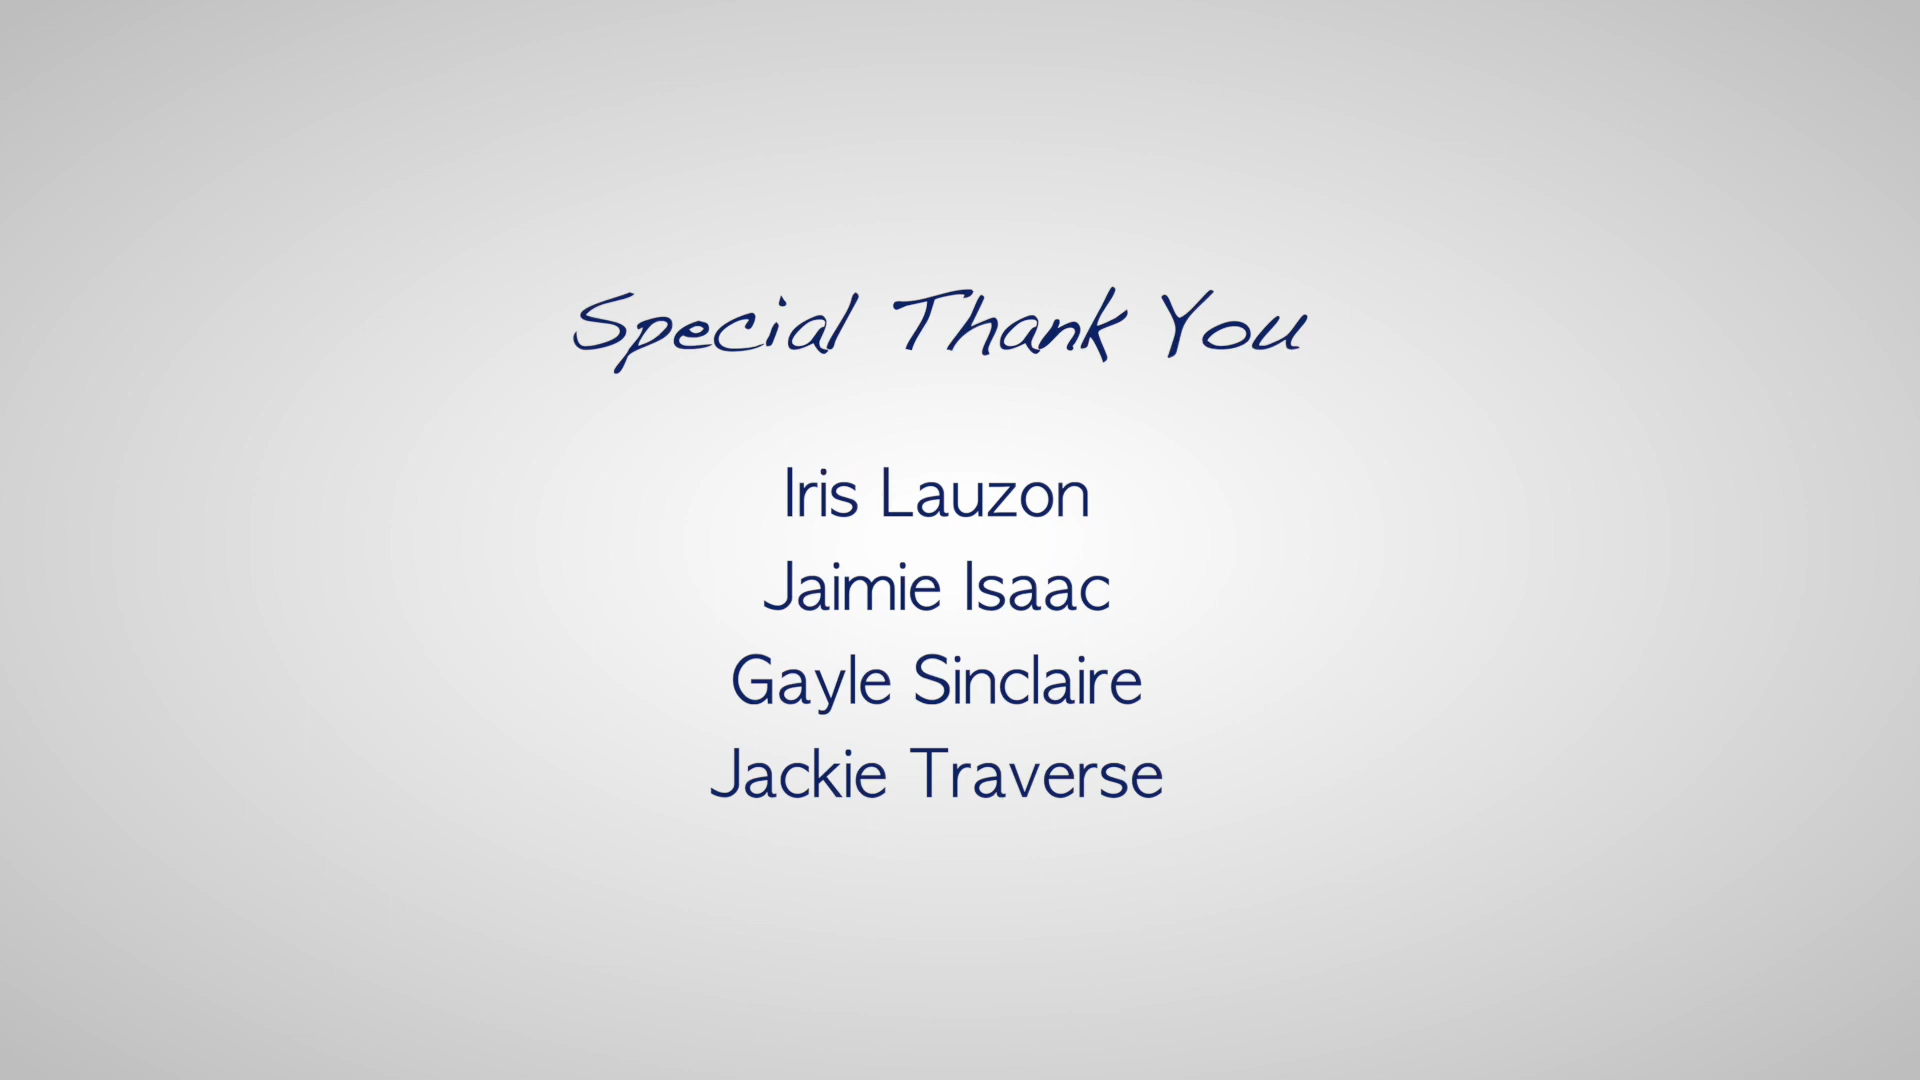 Special Thank You
Iris Lauzon
Jaimie Isaac
Gayle Sinclaire
Jackie Traverse